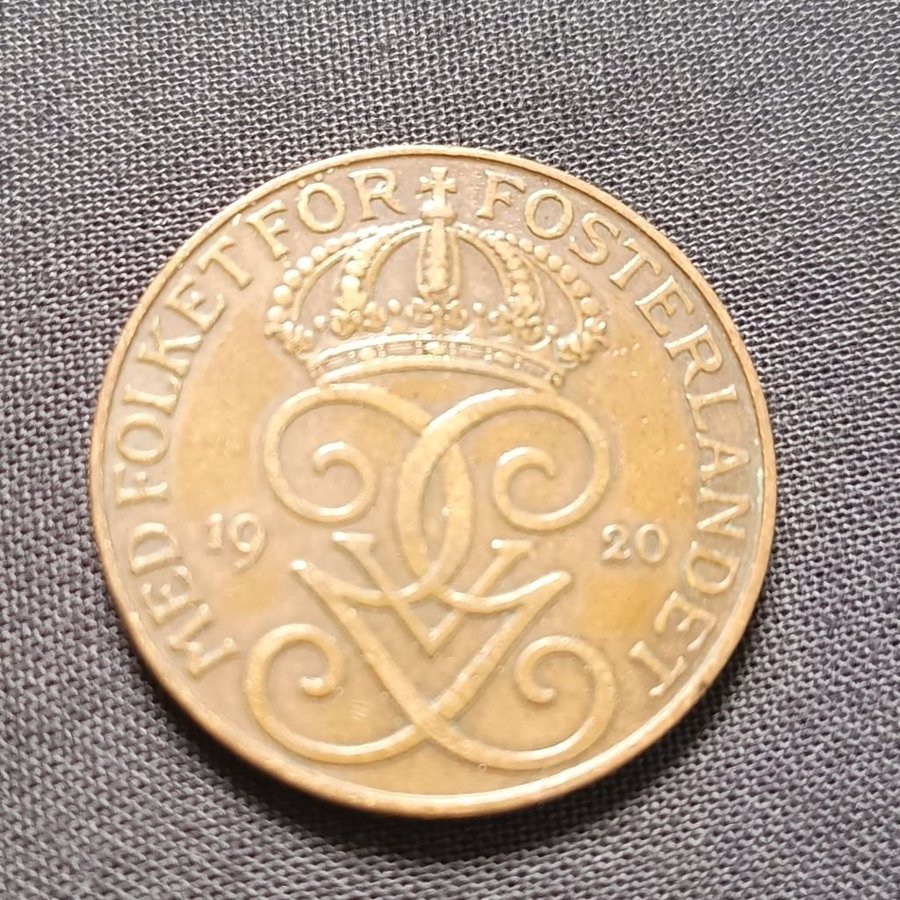 MED FOLKET FÖR FOSTERLANDET
19 20